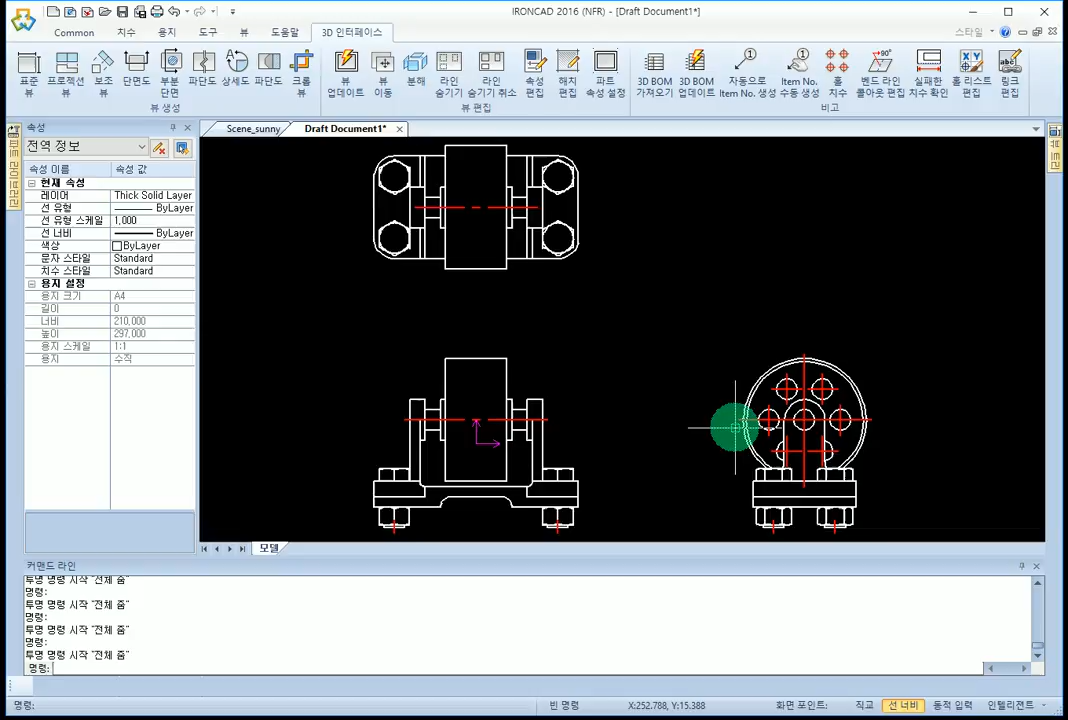 IRONCAD 2016 (NFR) - [Draft Document1*]
Common 치수 용지 도구 뷰 도움말 3D 인터페이스 스타일
표준 뷰
프로젝션 뷰
보조 뷰
단면도
부분 단면
파단도
상세도
파단도
크롭 뷰
뷰 업데이트
뷰 이동
분해
라인 숨기기
라인 숨기기 취소
속성 편집
해치 편집
파트 속성 설정
3D BOM 가져오기
3D BOM 업데이트
자동으로 Item No. 생성
Item No. 수동 생성
홀 치수
벤드 라인 콜아웃 편집
실패한 치수 확인
홀 리스트 편집
링크 편집
뷰 생성 뷰 편집 비고
속성
Scene_sunny Draft Document1*
전역 정보
속성 이름 속성 값
현재 속성
레이어 Thick Solid Layer
선 유형 ByLayer
선 유형 스케일 1,000
선 너비 ByLayer
색상 ByLayer
문자 스타일 Standard
치수 스타일 Standard
용지 설정
용지 크기 A4
길이 0
너비 210,000
높이 297,000
용지 스케일 1:1
용지 수직
모델
커맨드 라인
투명 명령 시작 "전체 줌"
명령:
투명 명령 시작 "전체 줌"
명령:
투명 명령 시작 "전체 줌"
명령:
투명 명령 시작 "전체 줌"
명령:
명령: 빈 명령 X:252.788, Y:15.388 화면 포인트: 직교 선 너비 동적 입력 인텔리젠트